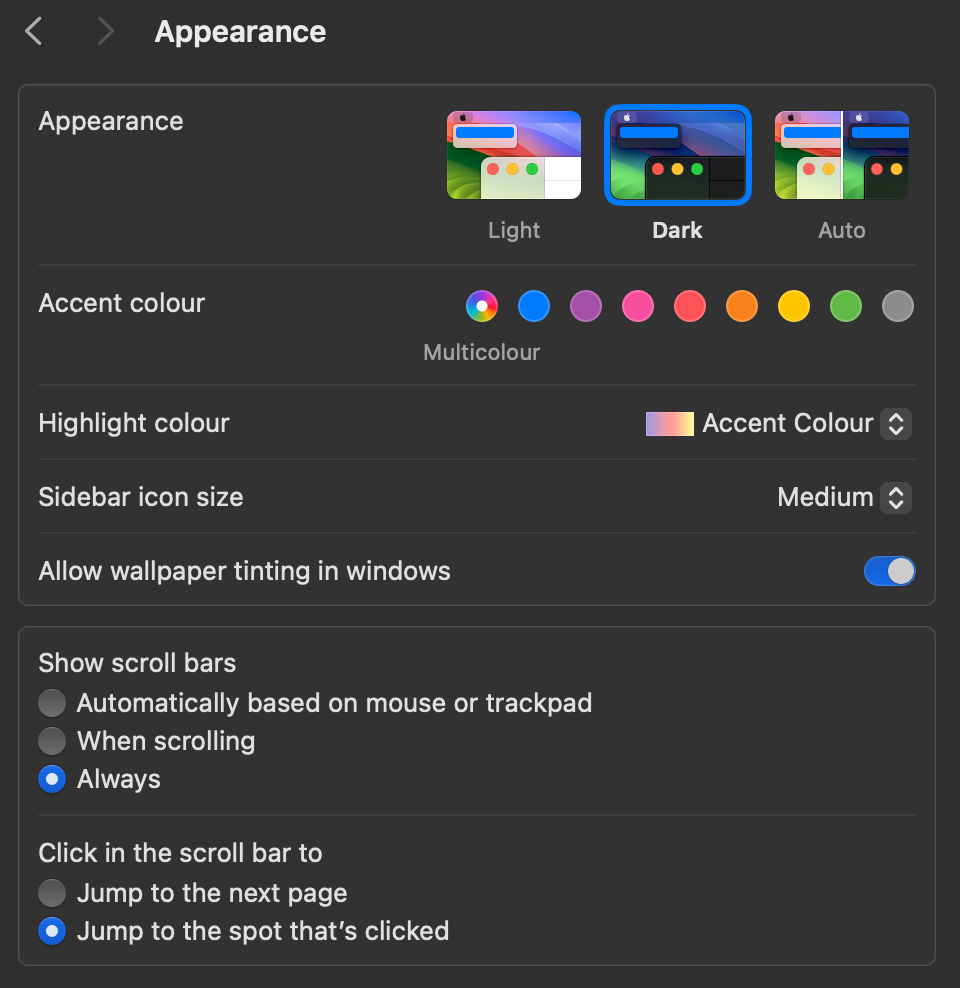 Appearance
Appearance
Light
Dark
Auto
Accent colour
Multicolour
Highlight colour
Accent Colour
Sidebar icon size
Medium
Allow wallpaper tinting in windows
Show scroll bars
Automatically based on mouse or trackpad
When scrolling
Always
Click in the scroll bar to
Jump to the next page
Jump to the spot that’s clicked